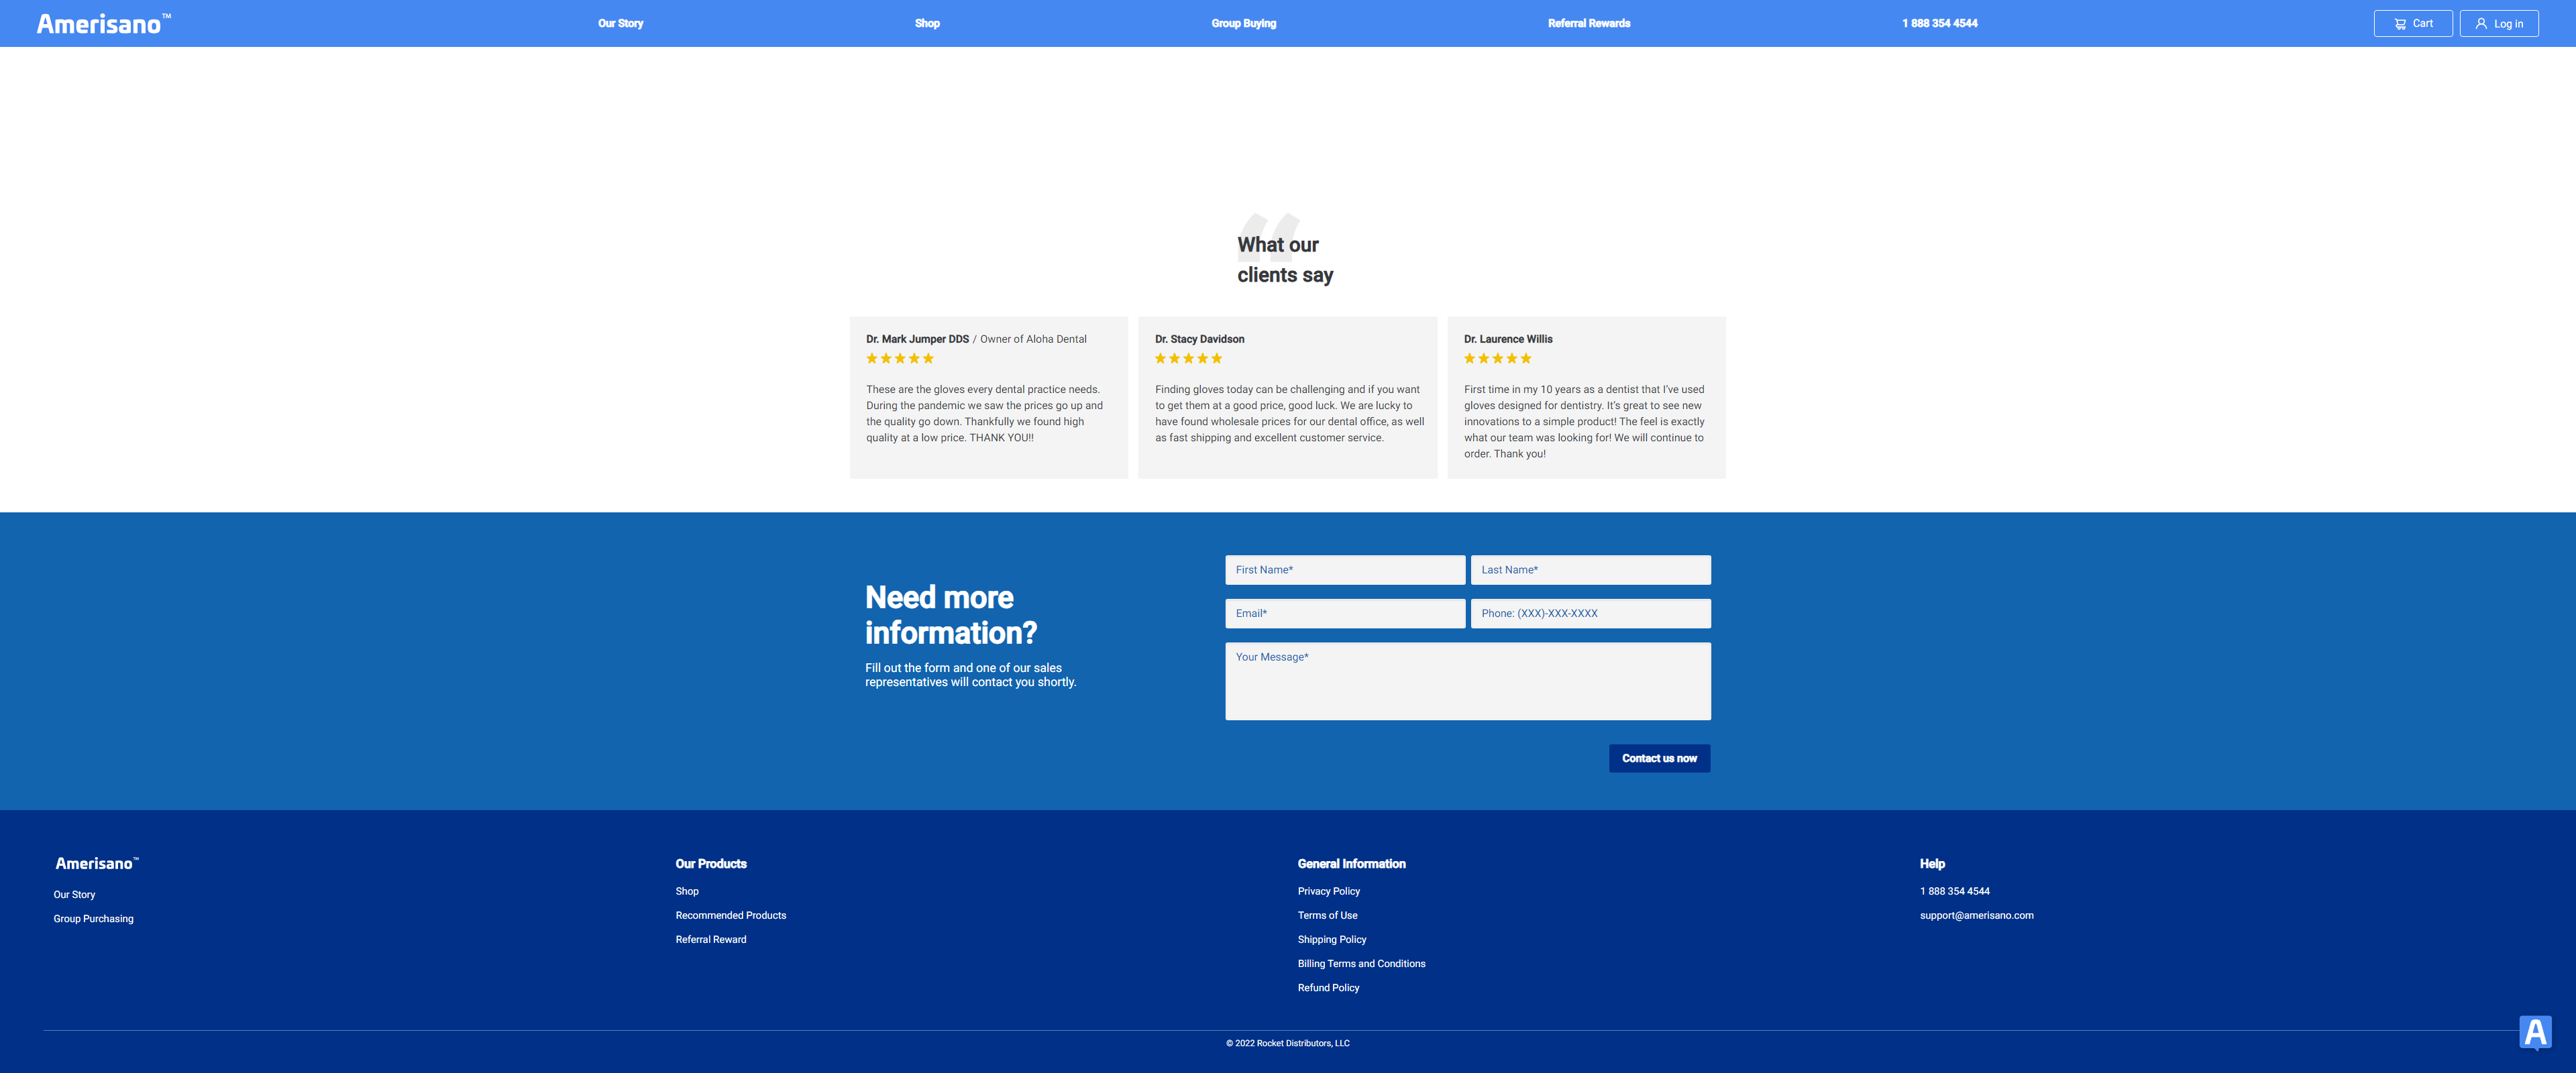 Amerisano™
Our Story
Shop
Group Buying
Referral Rewards
1 888 354 4544
Cart
Log in
“
What our
clients say
Dr. Mark Jumper DDS / Owner of Aloha Dental
These are the gloves every dental practice needs.
During the pandemic we saw the prices go up and
the quality go down. Thankfully we found high
quality at a low price. THANK YOU!!
Dr. Stacy Davidson
Finding gloves today can be challenging and if you want
to get them at a good price, good luck. We are lucky to
have found wholesale prices for our dental office, as well
as fast shipping and excellent customer service.
Dr. Laurence Willis
First time in my 10 years as a dentist that I’ve used
gloves designed for dentistry. It’s great to see new
innovations to a simple product! The feel is exactly
what our team was looking for! We will continue to
order. Thank you!
Need more
information?
Fill out the form and one of our sales
representatives will contact you shortly.
First Name*
Last Name*
Email*
Phone: (XXX)-XXX-XXXX
Your Message*
Contact us now
Amerisano™
Our Story
Group Purchasing
Our Products
Shop
Recommended Products
Referral Reward
General Information
Privacy Policy
Terms of Use
Shipping Policy
Billing Terms and Conditions
Refund Policy
Help
1 888 354 4544
support@amerisano.com
© 2022 Rocket Distributors, LLC
A